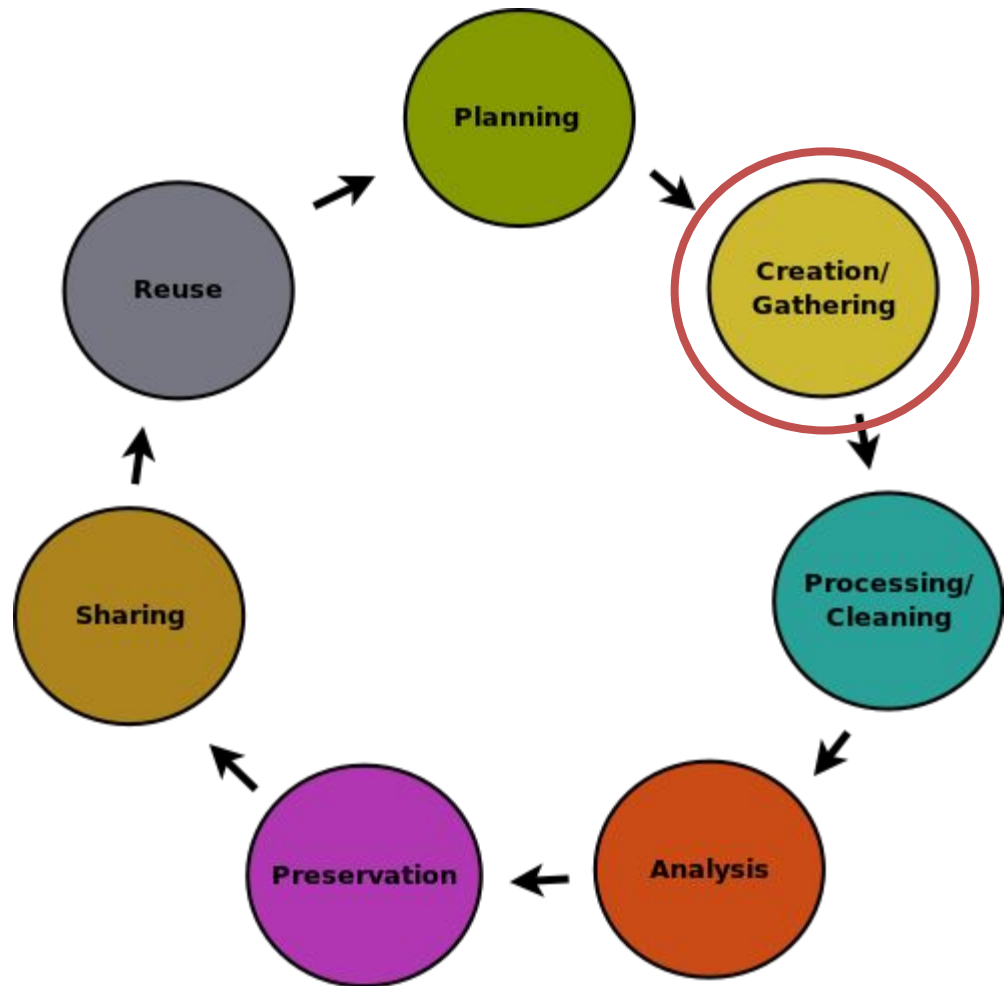 Planning
Creation/
Gathering
Processing/
Cleaning
Analysis
Preservation
Sharing
Reuse